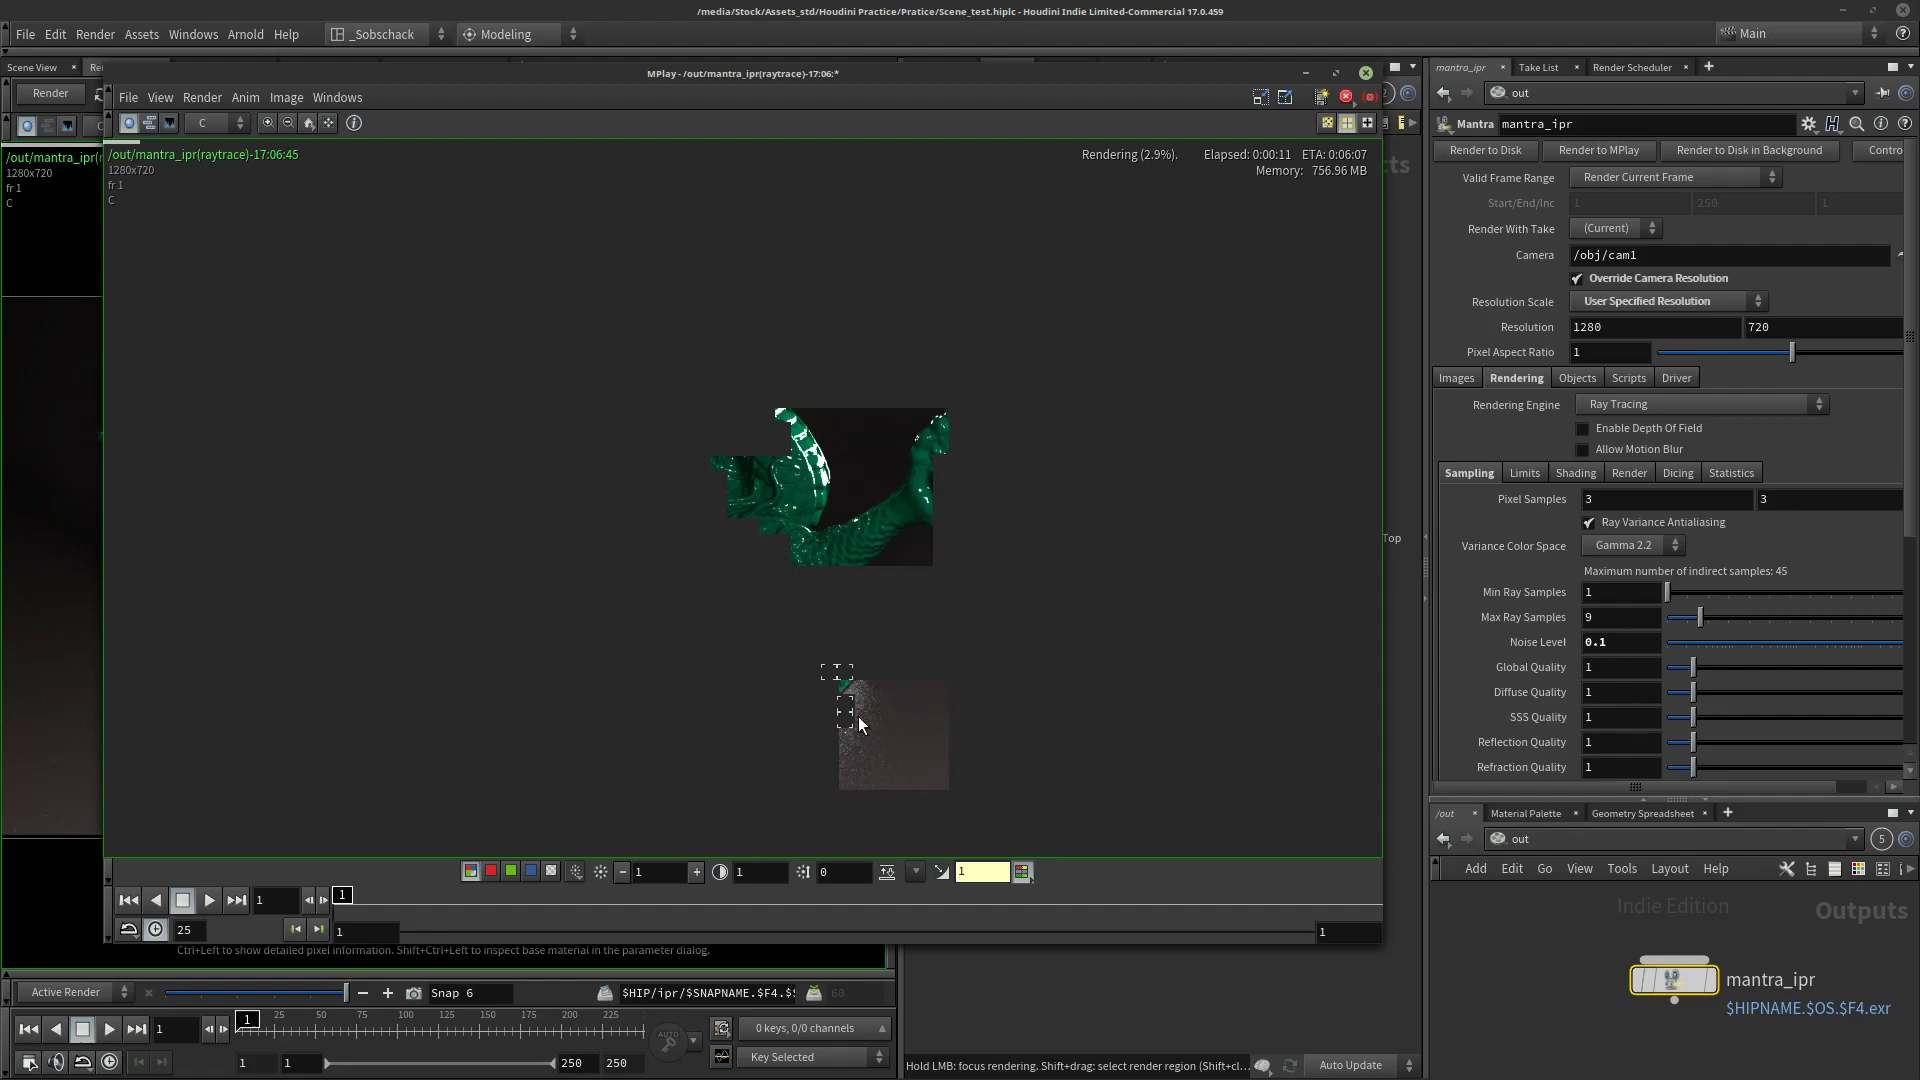 /media/Stock/Assets_std/Houdini Practice/Pratice/Scene_test.hiplc - Houdini Indie Limited-Commercial 17.0.459
File Edit Render Assets Windows Arnold Help
_Sobschack
Modeling
Main
Scene View
MPlay - /out/mantra_ipr(raytrace)-17:06:*
mantra_ipr
Take List
Render Scheduler
Render
File View Render Anim Image Windows
out
C
Mantra mantra_ipr
/out/mantra_ipr(r
1280x720
fr 1
C
/out/mantra_ipr(raytrace)-17:06:45
1280x720
fr 1
C
Rendering (2.9%). Elapsed: 0:00:11 ETA: 0:06:07
Memory: 756.96 MB
Render to Disk
Render to MPlay
Render to Disk in Background
Contro
Valid Frame Range Render Current Frame
Start/End/Inc 1 250 1
Render With Take (Current)
Camera /obj/cam1
Override Camera Resolution
Resolution Scale User Specified Resolution
Resolution 1280 720
Pixel Aspect Ratio 1
Images Rendering Objects Scripts Driver
Rendering Engine Ray Tracing
Enable Depth Of Field
Allow Motion Blur
Sampling Limits Shading Render Dicing Statistics
Pixel Samples 3 3
Ray Variance Antialiasing
Variance Color Space Gamma 2.2
Maximum number of indirect samples: 45
Min Ray Samples 1
Max Ray Samples 9
Noise Level 0.1
Global Quality 1
Diffuse Quality 1
SSS Quality 1
Reflection Quality 1
Refraction Quality 1
Top
/out
Material Palette
Geometry Spreadsheet
out
5
Add Edit Go View Tools Layout Help
Indie Edition
Outputs
mantra_ipr
$HIPNAME.$OS.$F4.exr
1 1 0 1
1 1
25 1 1
Ctrl+Left to show detailed pixel information. Shift+Ctrl+Left to inspect base material in the parameter dialog.
Active Render
Snap 6
$HIP/ipr/$SNAPNAME.$F4.$
60
1 1 25 50 75 100 125 150 175 200 225
AUTO
0 keys, 0/0 channels
1 1 250 250
Key Selected
Hold LMB: focus rendering. Shift+drag: select render region (Shift+cl...
Auto Update